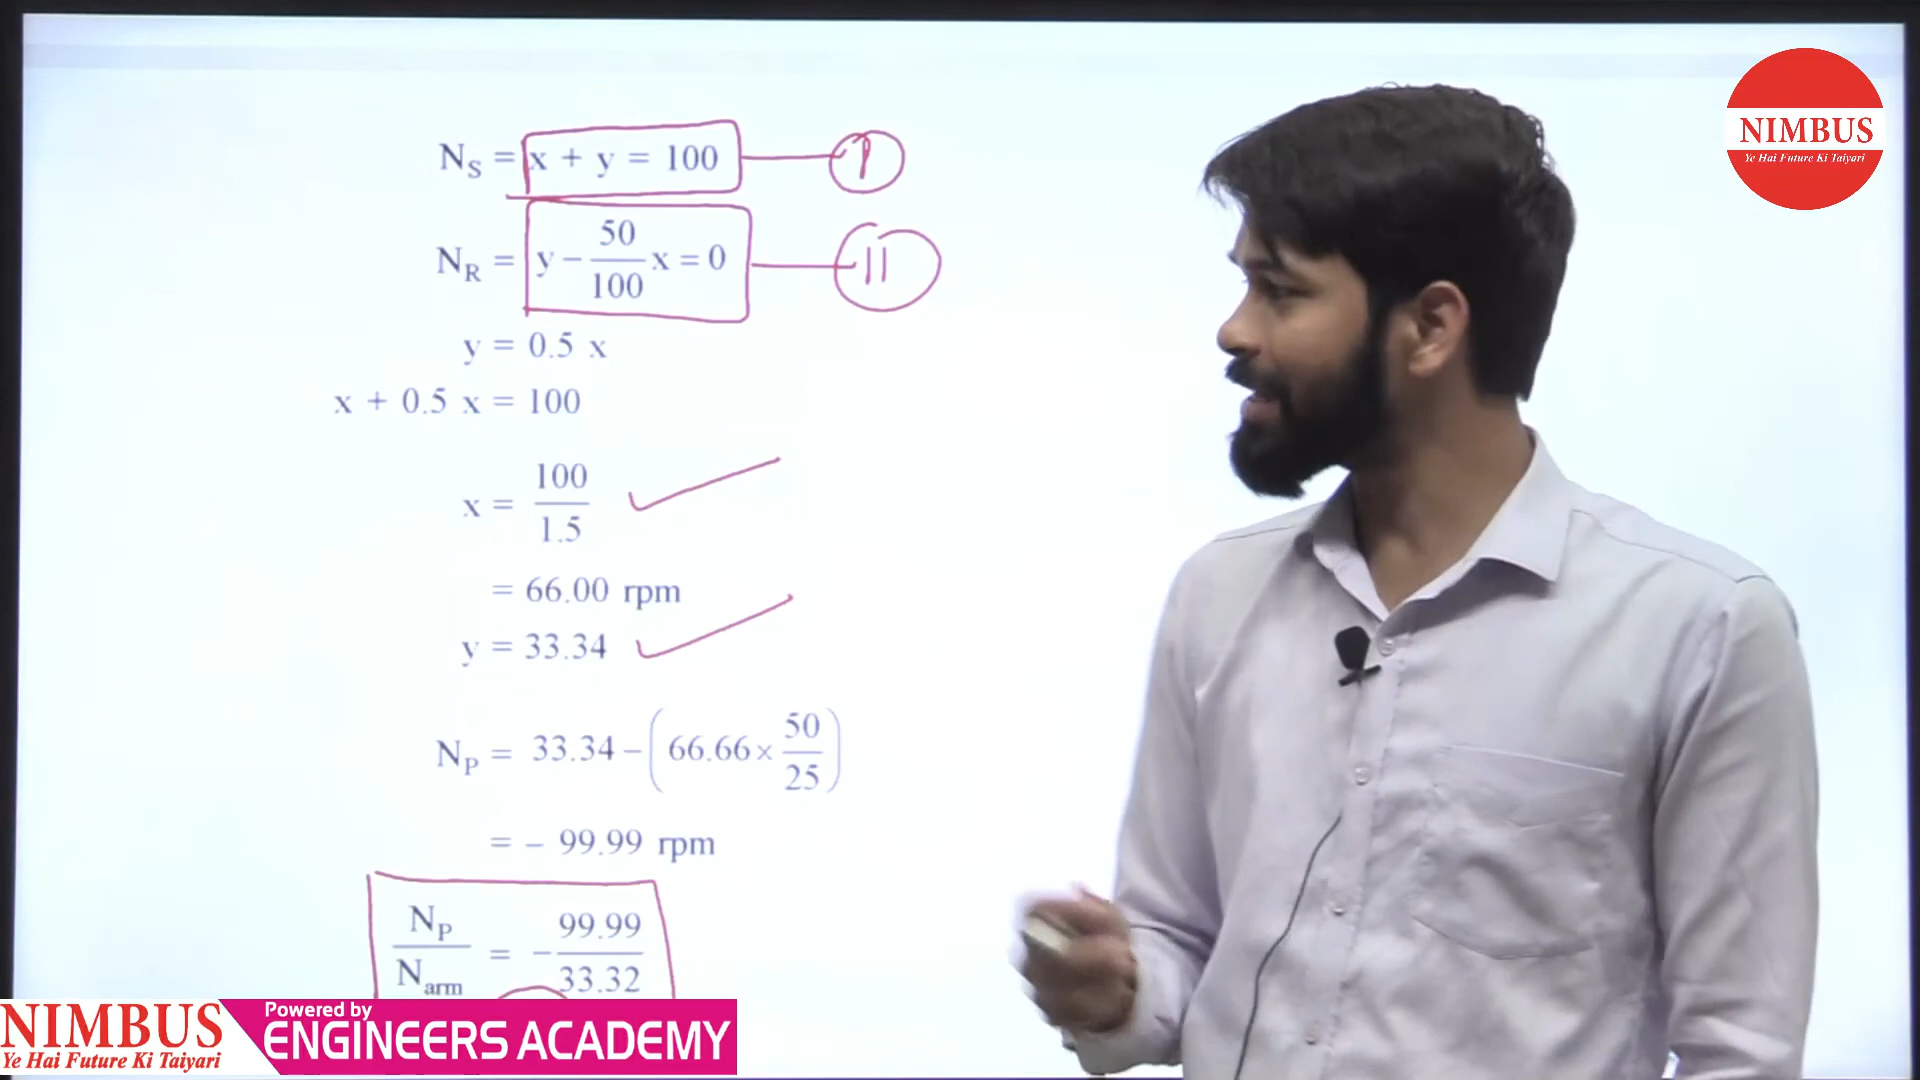 N_S = x + y = 100 I
N_R = y - 50/100 x = 0 II
y = 0.5 x
x + 0.5 x = 100
x = 100/1.5
= 66.00 rpm
y = 33.34
N_P = 33.34 - (66.66 × 50/25)
= - 99.99 rpm
N_P/N_arm = - 99.99/33.32
NIMBUS
Ye Hai Future Ki Taiyari
NIMBUS
Ye Hai Future Ki Taiyari
Powered by
ENGINEERS ACADEMY